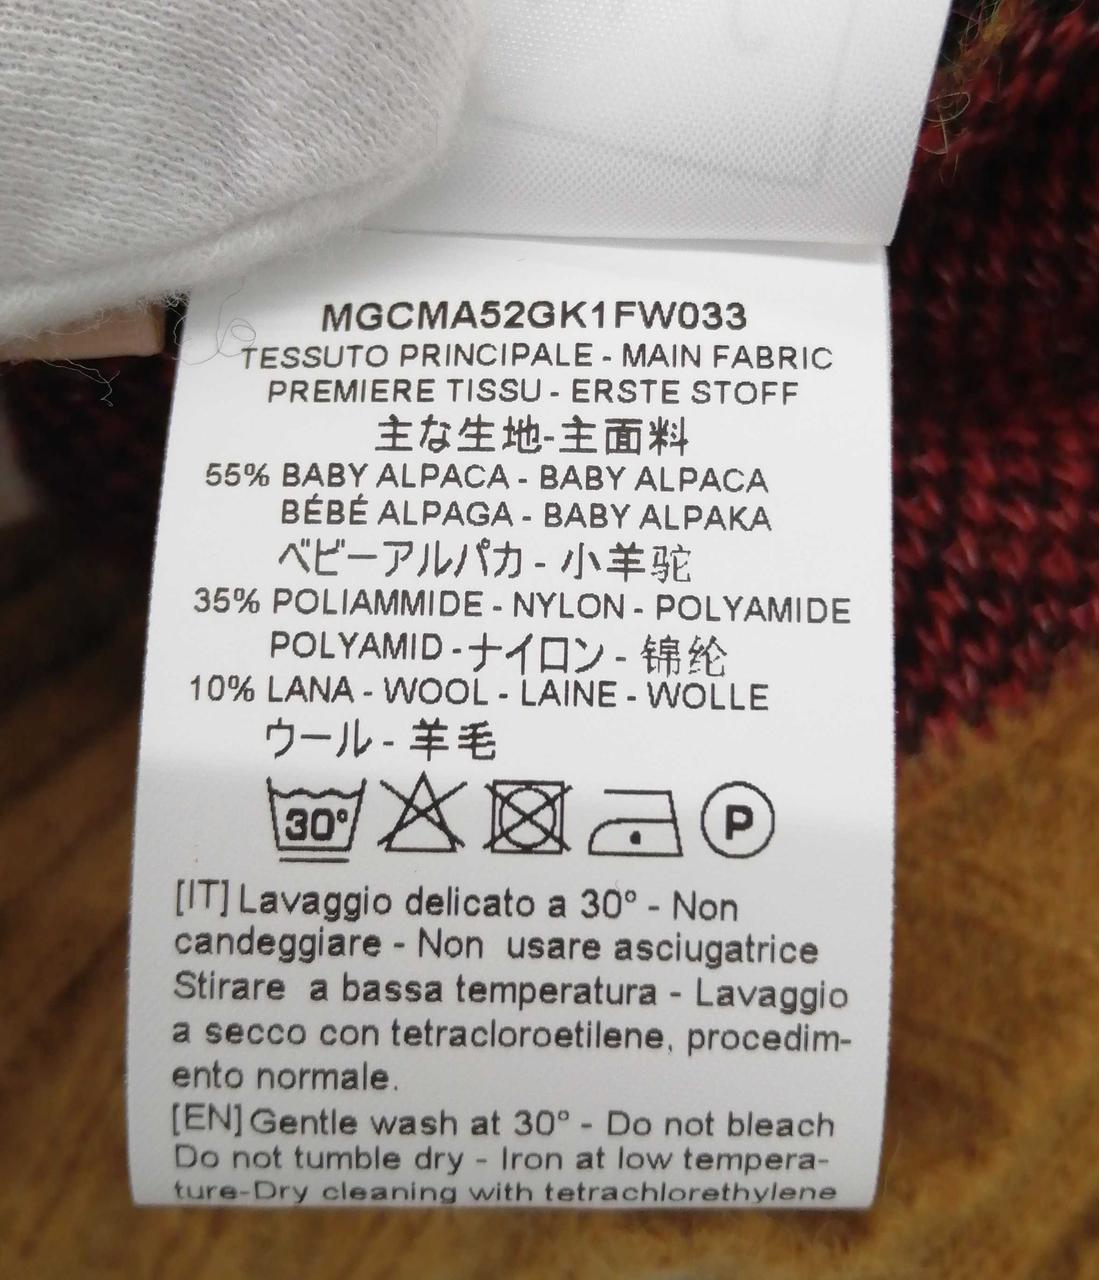 MGCMA52GK1FW033
TESSUTO PRINCIPALE - MAIN FABRIC
PREMIERE TISSU - ERSTE STOFF
主な生地-主面料
55% BABY ALPACA - BABY ALPACA
BÉBÉ ALPAGA - BABY ALPAKA
ベビーアルパカ - 小羊驼
35% POLIAMMIDE - NYLON - POLYAMIDE
POLYAMID - ナイロン - 锦纶
10% LANA - WOOL - LAINE - WOLLE
ウール - 羊毛
30° P
[IT] Lavaggio delicato a 30° - Non
candeggiare - Non usare asciugatrice
Stirare a bassa temperatura - Lavaggio
a secco con tetracloroetilene, procedim-
ento normale.
[EN] Gentle wash at 30° - Do not bleach
Do not tumble dry - Iron at low tempera-
ture-Dry cleaning with tetrachlorethylene